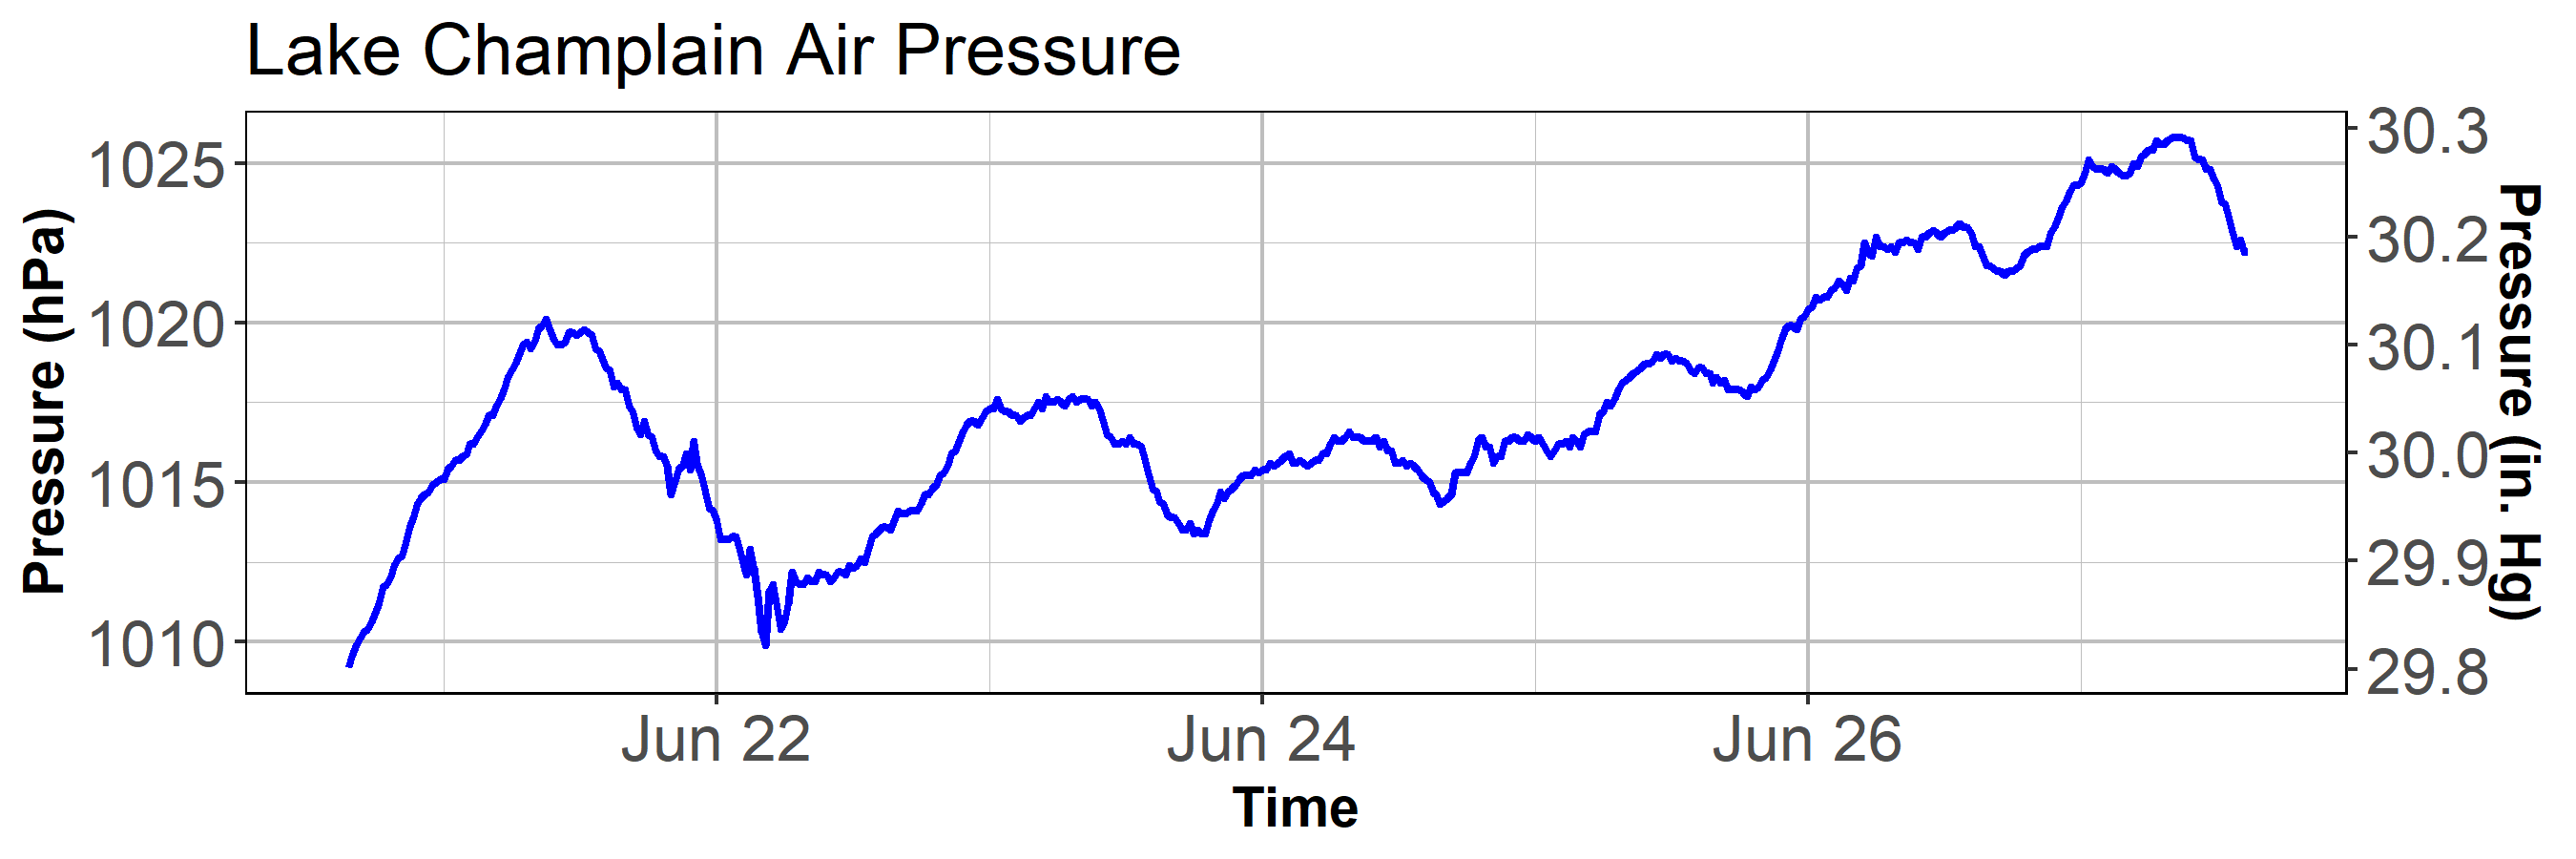 Lake Champlain Air Pressure
Pressure (hPa)
1025
1020
1015
1010
30.3
30.2
30.1
30.0
29.9
29.8
Pressure (in. Hg)
Jun 22 Jun 24 Jun 26
Time